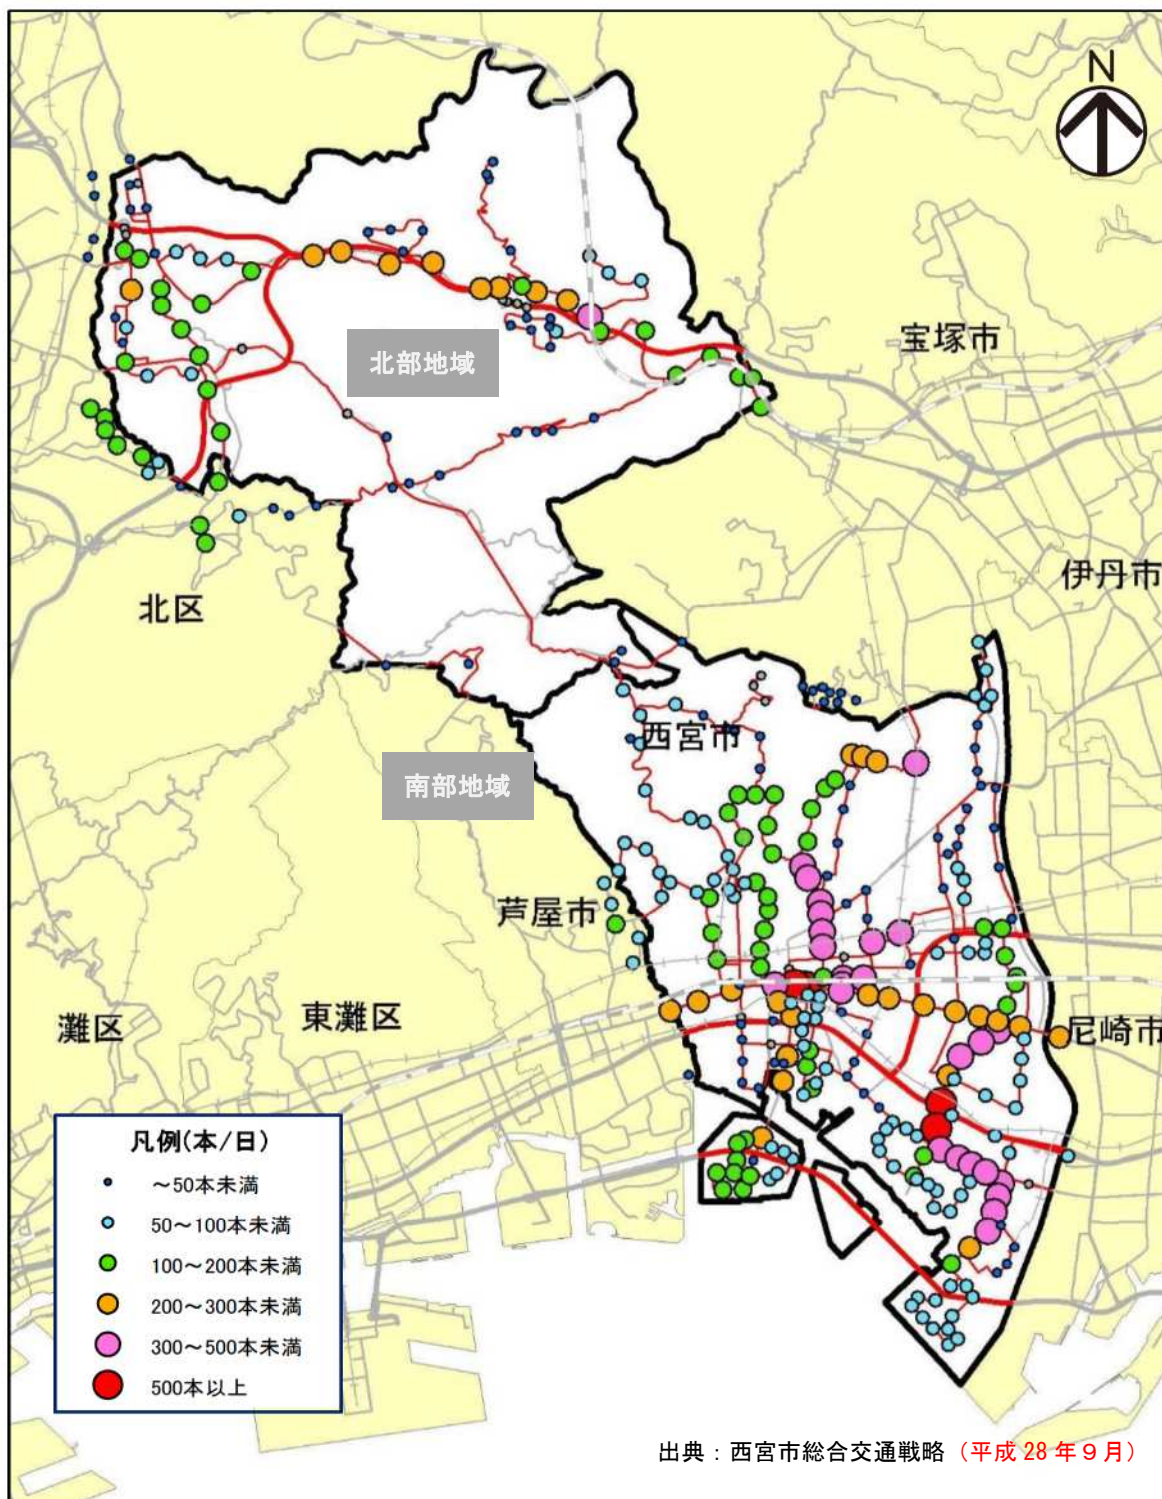 N
宝塚市
北部地域
伊丹市
北区
西宮市
南部地域
芦屋市
東灘区
灘区
尼崎市
凡例(本/日)
～50本未満
50～100本未満
100～200本未満
200～300本未満
300～500本未満
500本以上
出典：西宮市総合交通戦略（平成 28 年９月）